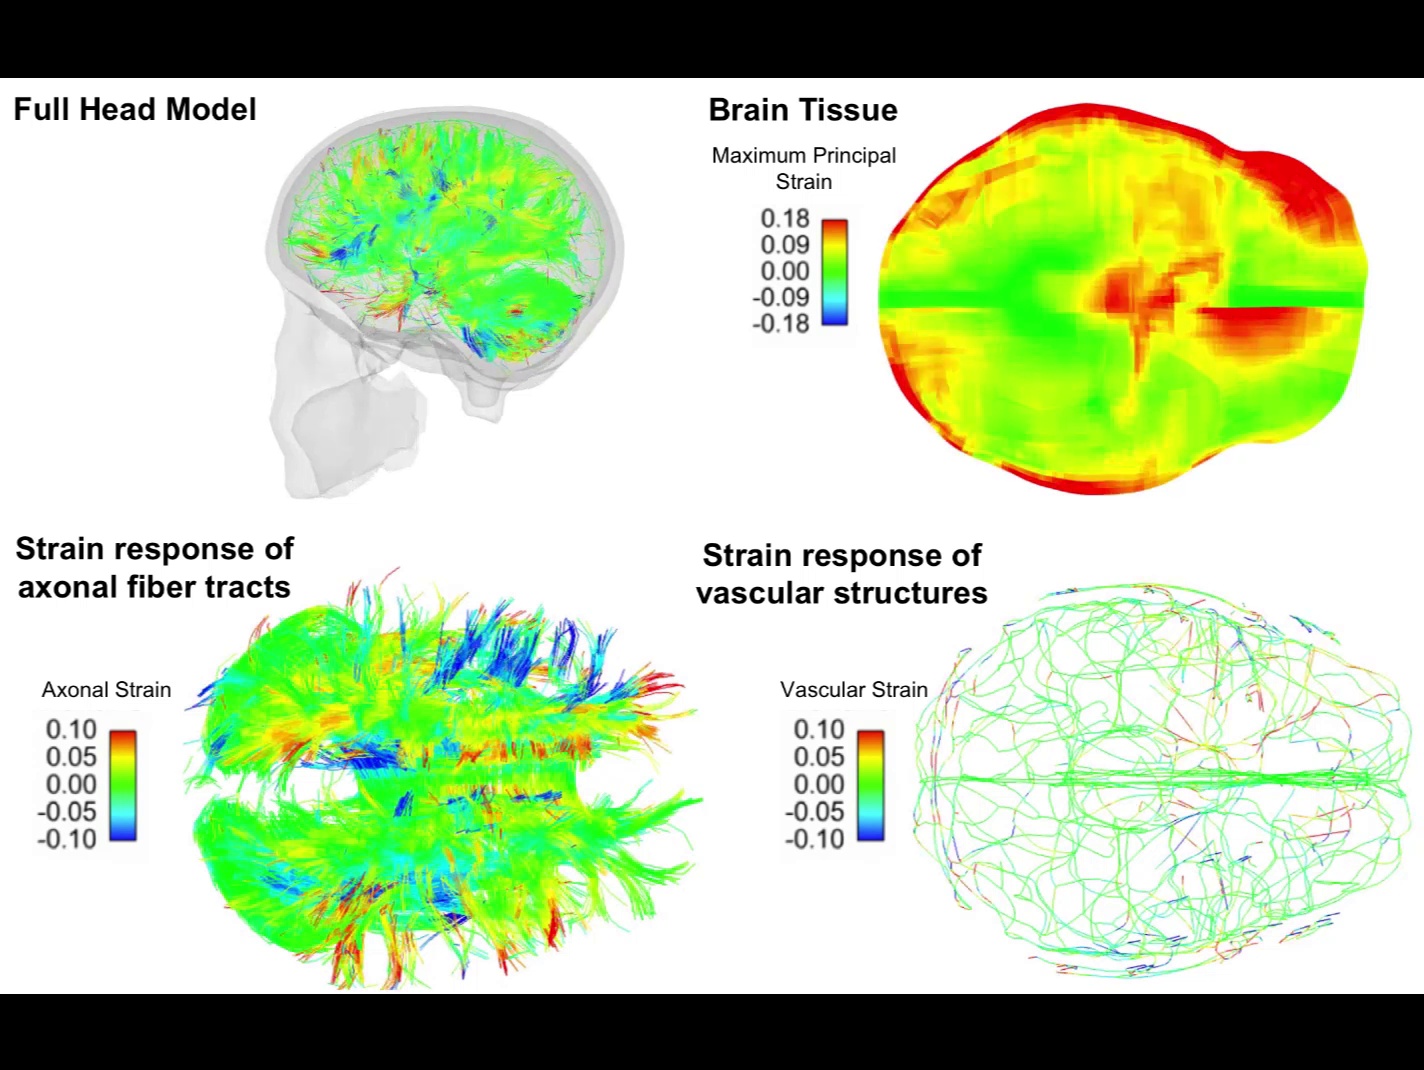 Full Head Model
Brain Tissue
Maximum Principal
Strain
0.18
0.09
0.00
-0.09
-0.18
Strain response of
axonal fiber tracts
Axonal Strain
0.10
0.05
0.00
-0.05
-0.10
Strain response of
vascular structures
Vascular Strain
0.10
0.05
0.00
-0.05
-0.10